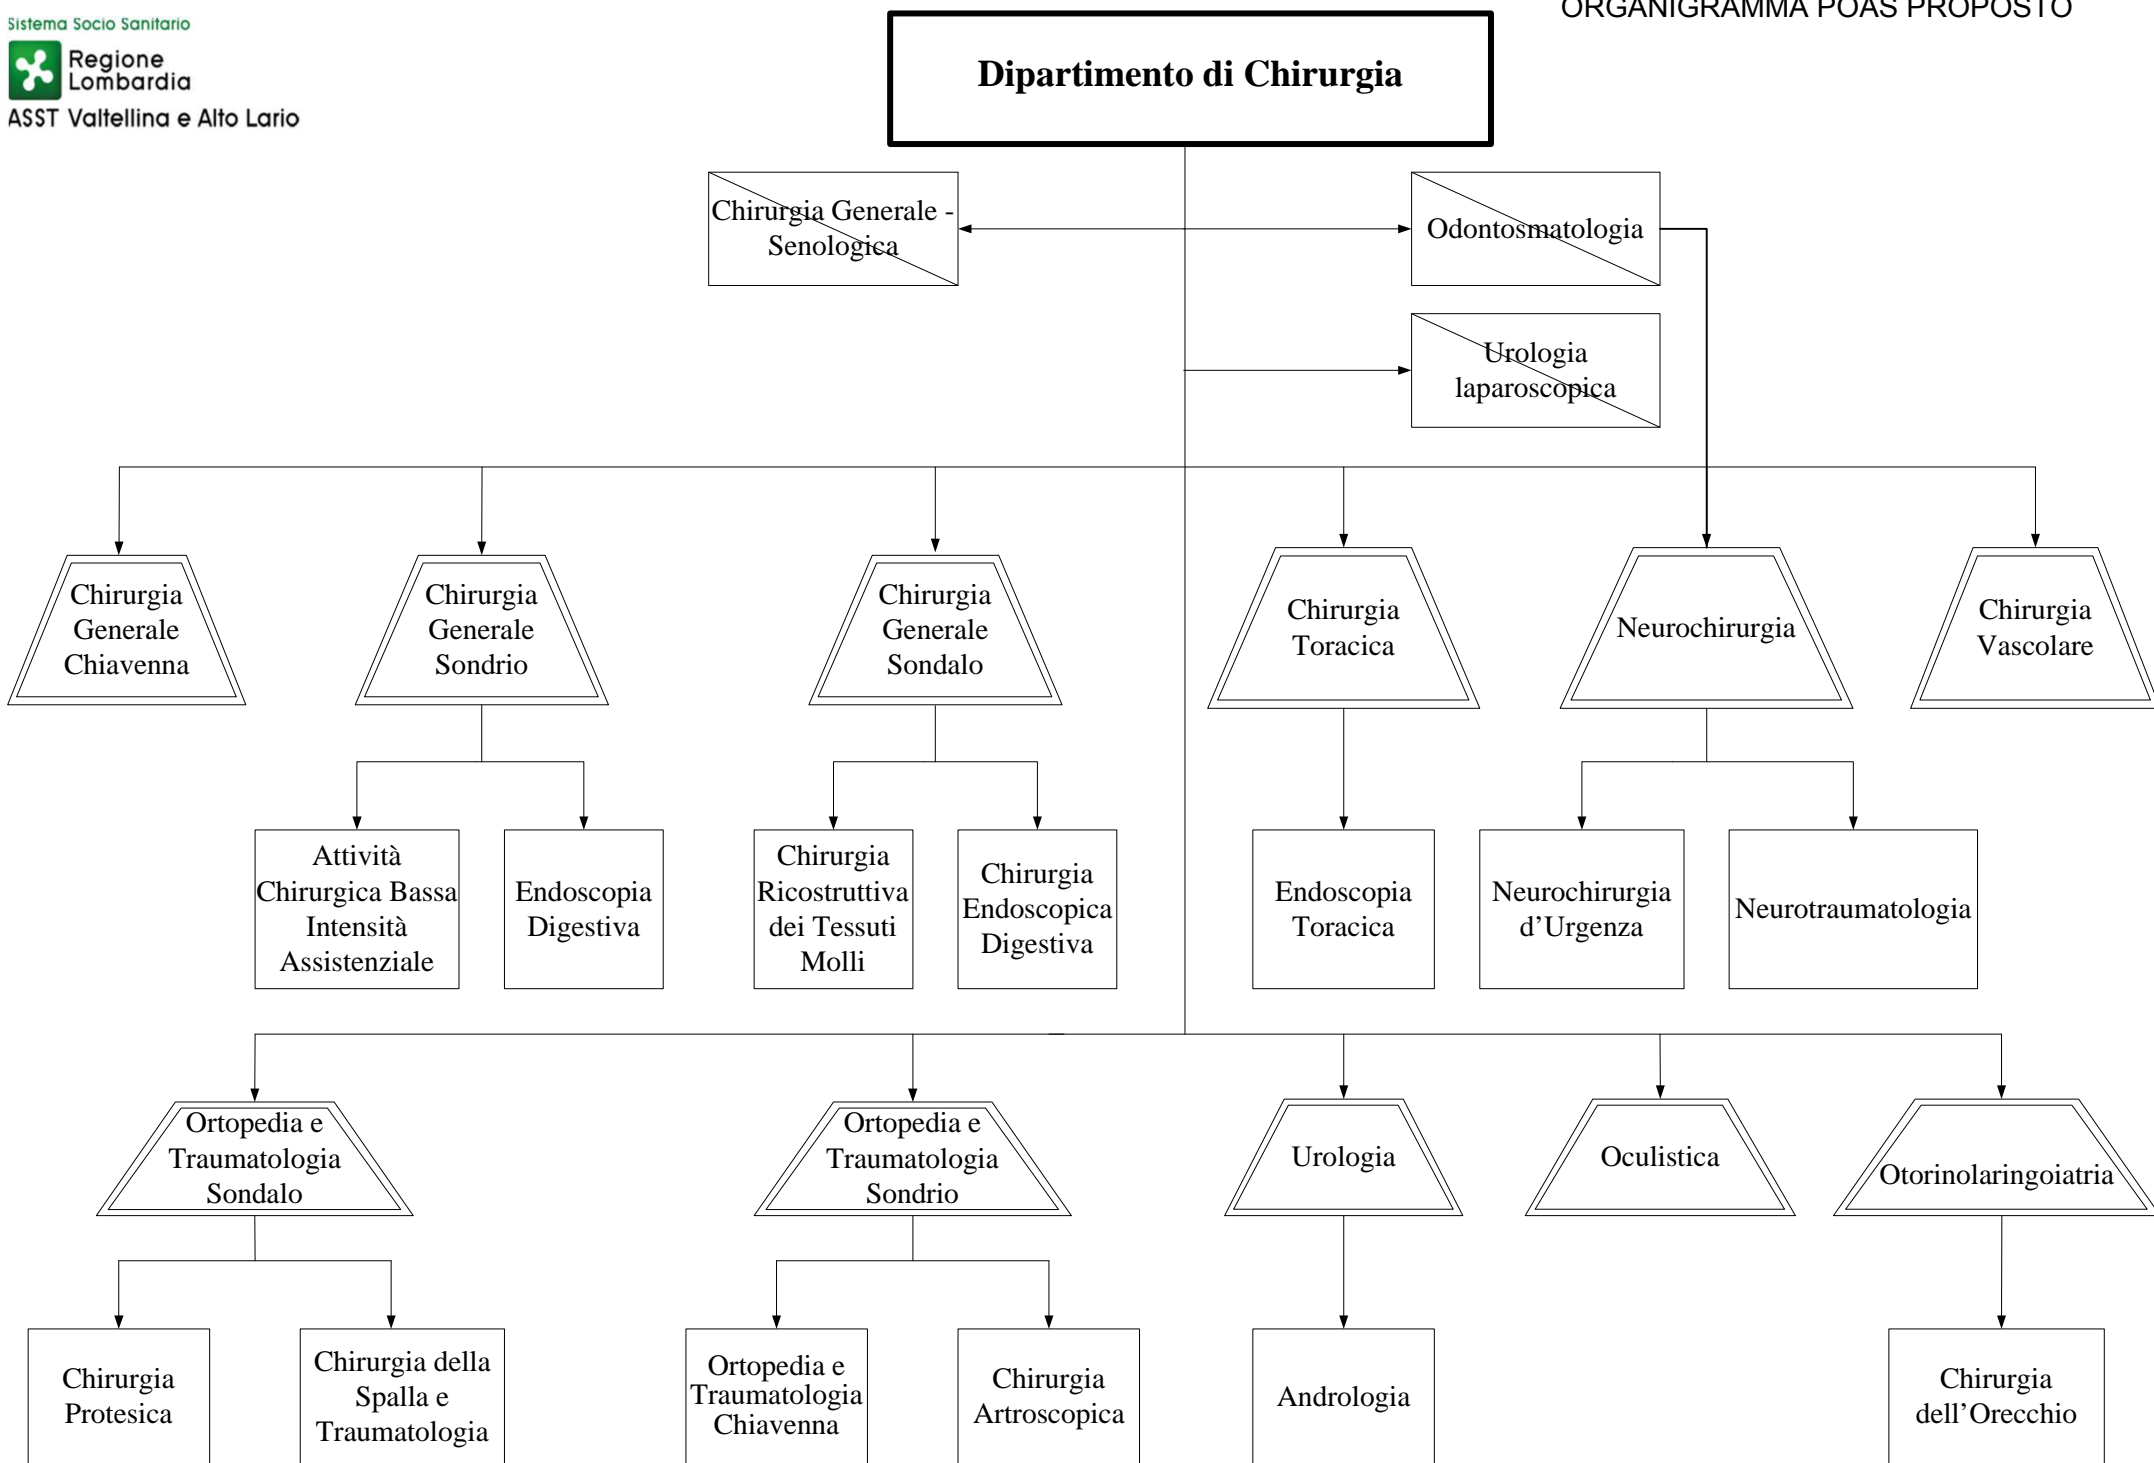 ORGANIGRAMMA POAS PROPOSTO
Sistema Socio Sanitario
Regione
Lombardia
ASST Valtellina e Alto Lario
Dipartimento di Chirurgia
Chirurgia Generale -
Senologica
Odontosmatologia
Urologia
laparoscopica
Chirurgia
Generale
Chiavenna
Chirurgia
Generale
Sondrio
Chirurgia
Generale
Sondalo
Chirurgia
Toracica
Neurochirurgia
Chirurgia
Vascolare
Attività
Chirurgica Bassa
Intensità
Assistenziale
Endoscopia
Digestiva
Chirurgia
Ricostruttiva
dei Tessuti
Molli
Chirurgia
Endoscopica
Digestiva
Endoscopia
Toracica
Neurochirurgia
d’Urgenza
Neurotraumatologia
Ortopedia e
Traumatologia
Sondalo
Ortopedia e
Traumatologia
Sondrio
Urologia
Oculistica
Otorinolaringoiatria
Chirurgia
Protesica
Chirurgia della
Spalla e
Traumatologia
Ortopedia e
Traumatologia
Chiavenna
Chirurgia
Artroscopica
Andrologia
Chirurgia
dell’Orecchio